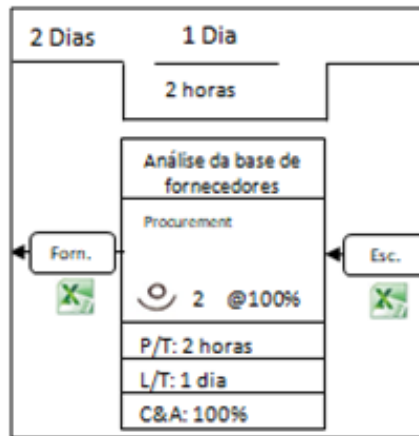 2 Dias
1 Dia
2 horas
Análise da base de
fornecedores
Procurement
Forn.
Esc.
2 @100%
P/T: 2 horas
L/T: 1 dia
C&A: 100%